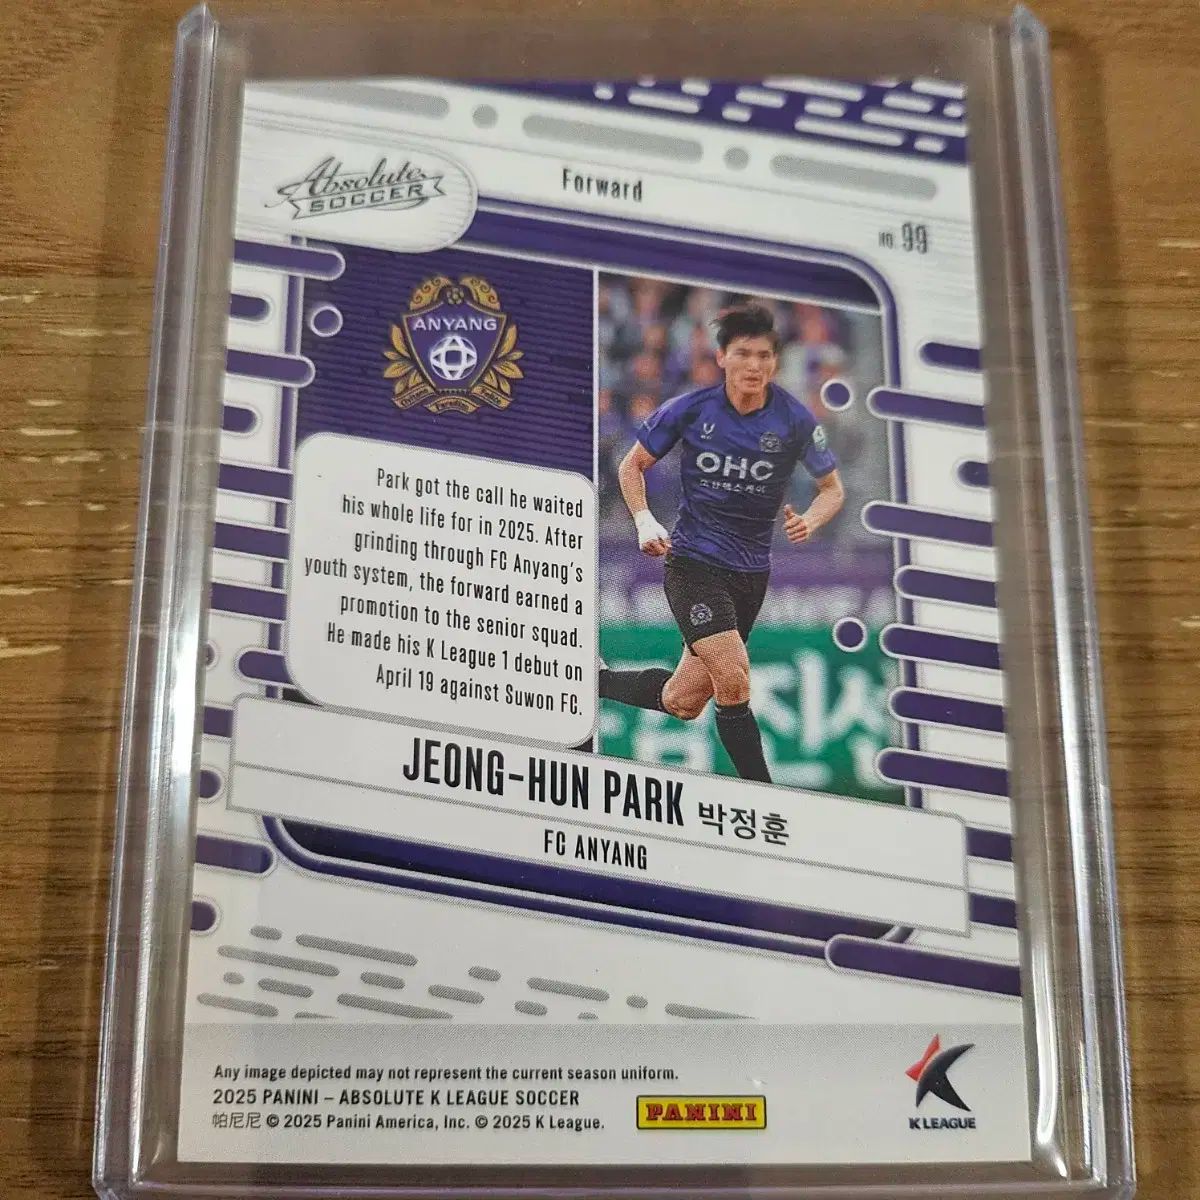 Absolute
SOCCER
Forward
NO. 99
ANYANG
OHC
Park got the call he waited
his whole life for in 2025. After
grinding through FC Anyang's
youth system, the forward earned a
promotion to the senior squad.
He made his K League 1 debut on
April 19 against Suwon FC.
JEONG-HUN PARK 박정훈
FC ANYANG
Any image depicted may not represent the current season uniform.
2025 PANINI – ABSOLUTE K LEAGUE SOCCER
帕尼尼 © 2025 Panini America, Inc. © 2025 K League.
PANINI
K LEAGUE